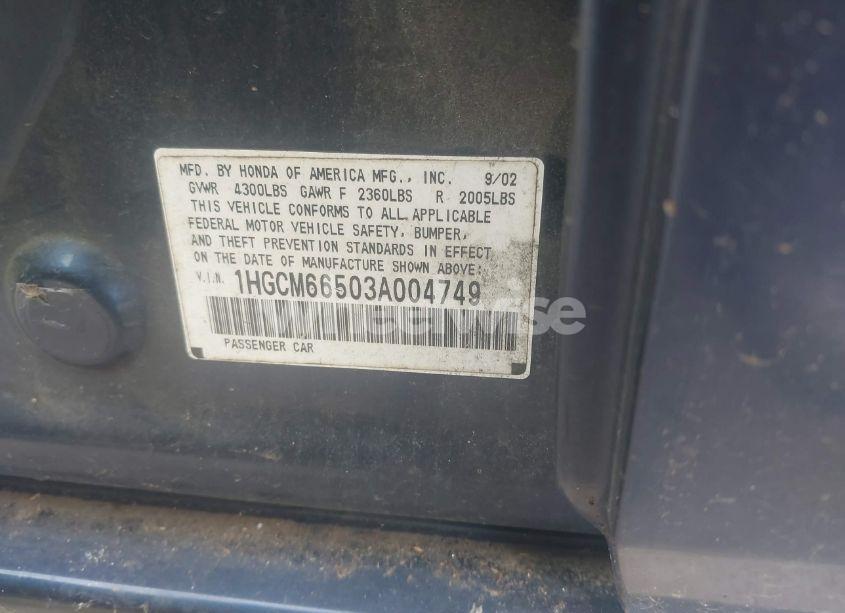 MFD. BY HONDA OF AMERICA MFG., INC. 9/02
GVWR 4300LBS GAWR F 2360LBS R 2005LBS
THIS VEHICLE CONFORMS TO ALL APPLICABLE
FEDERAL MOTOR VEHICLE SAFETY, BUMPER,
AND THEFT PREVENTION STANDARDS IN EFFECT
ON THE DATE OF MANUFACTURE SHOWN ABOVE:
V.I.N. 1HGCM66503A004749
PASSENGER CAR